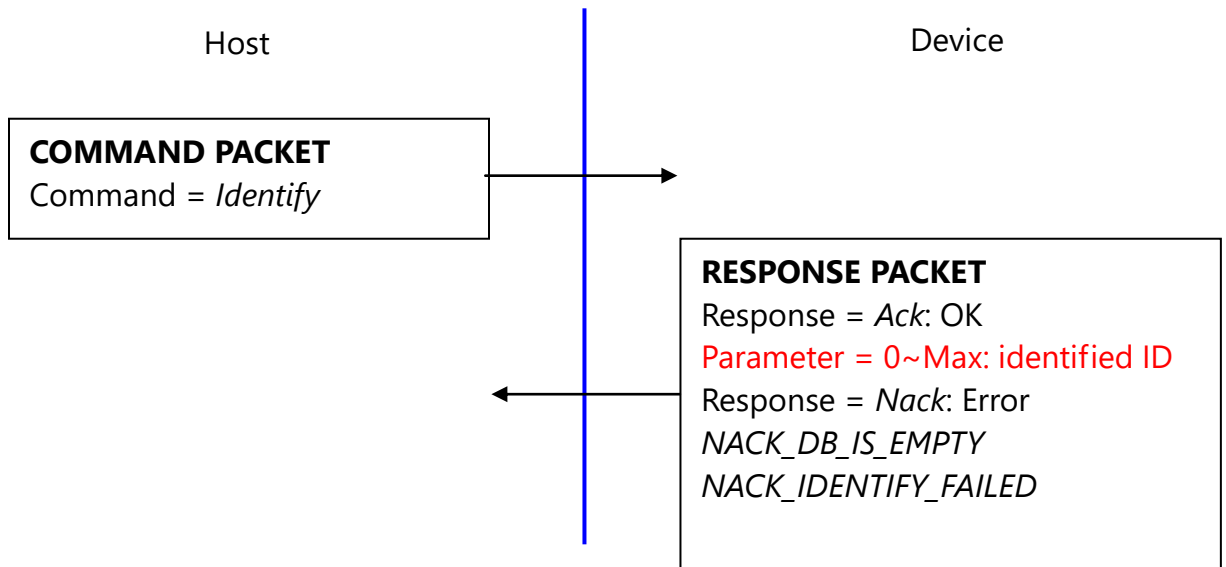 Host
Device
COMMAND PACKET
Command = Identify
RESPONSE PACKET
Response = Ack: OK
Parameter = 0~Max: identified ID
Response = Nack: Error
NACK_DB_IS_EMPTY
NACK_IDENTIFY_FAILED